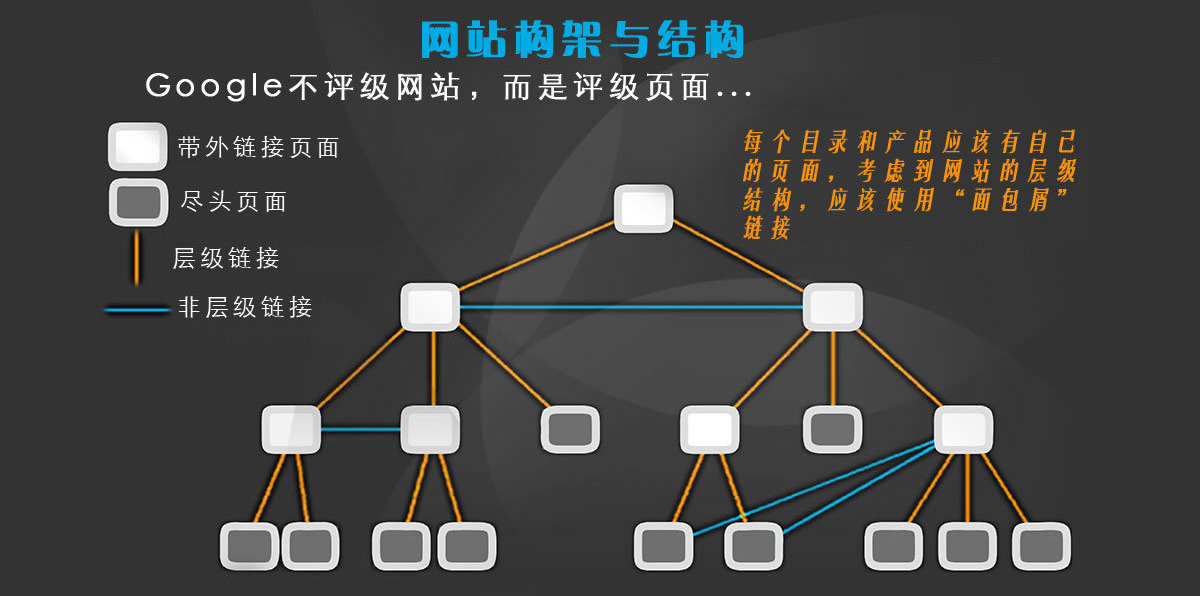 网站构架与结构
Google不评级网站，而是评级页面...
带外链接页面
尽头页面
层级链接
非层级链接
每个目录和产品应该有自己
的页面，考虑到网站的层级
结构，应该使用“面包屑”
链接